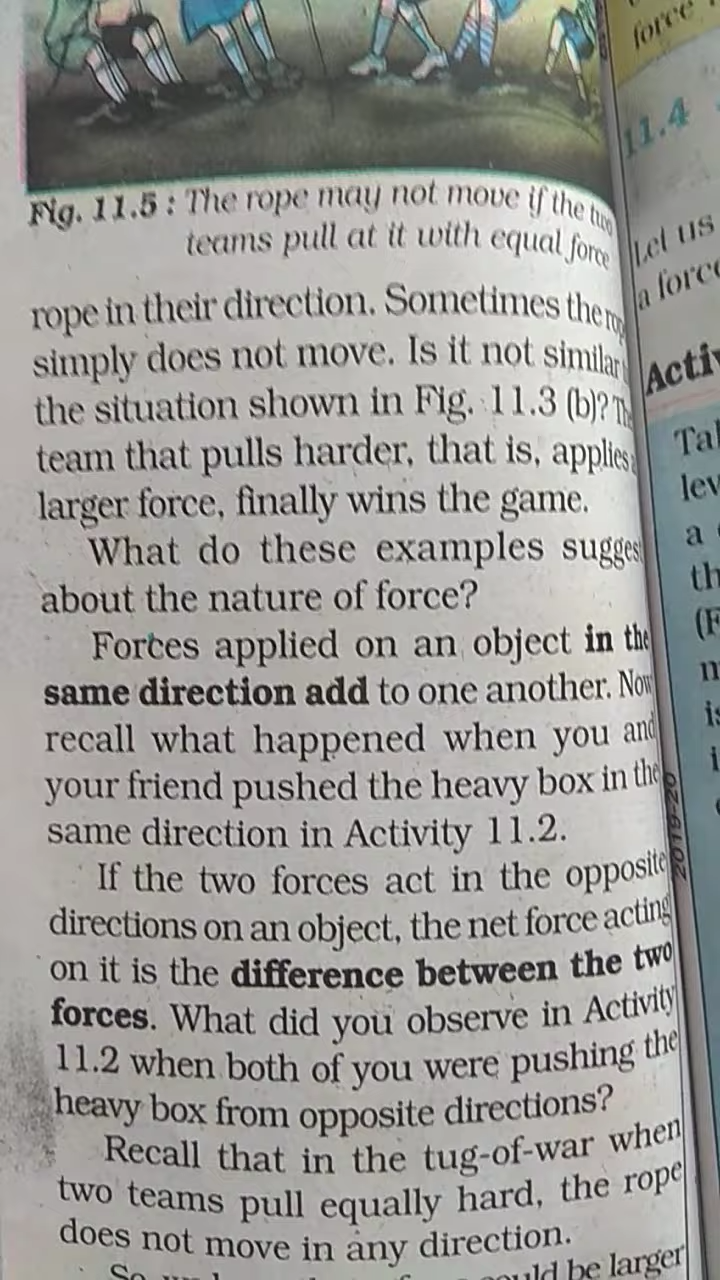 Fig. 11.5 : The rope may not move if the two
teams pull at it with equal force
rope in their direction. Sometimes the
simply does not move. Is it not similar
the situation shown in Fig. 11.3 (b)?
team that pulls harder, that is, applies
larger force, finally wins the game.
What do these examples
about the nature of force?
Forces applied on an object in the
same direction add to one another. Now
recall what happened when you and
your friend pushed the heavy box in the
same direction in Activity 11.2.
If the two forces act in the opposite
directions on an object, the net force acting
on it is the difference between the two
forces. What did you observe in Activity
11.2 when both of you were pushing the
heavy box from opposite directions?
Recall that in the tug-of-war when
two teams pull equally hard, the rope
does not move in any direction.
So be larger
2019-20
force
11.4
Let us
a force
a